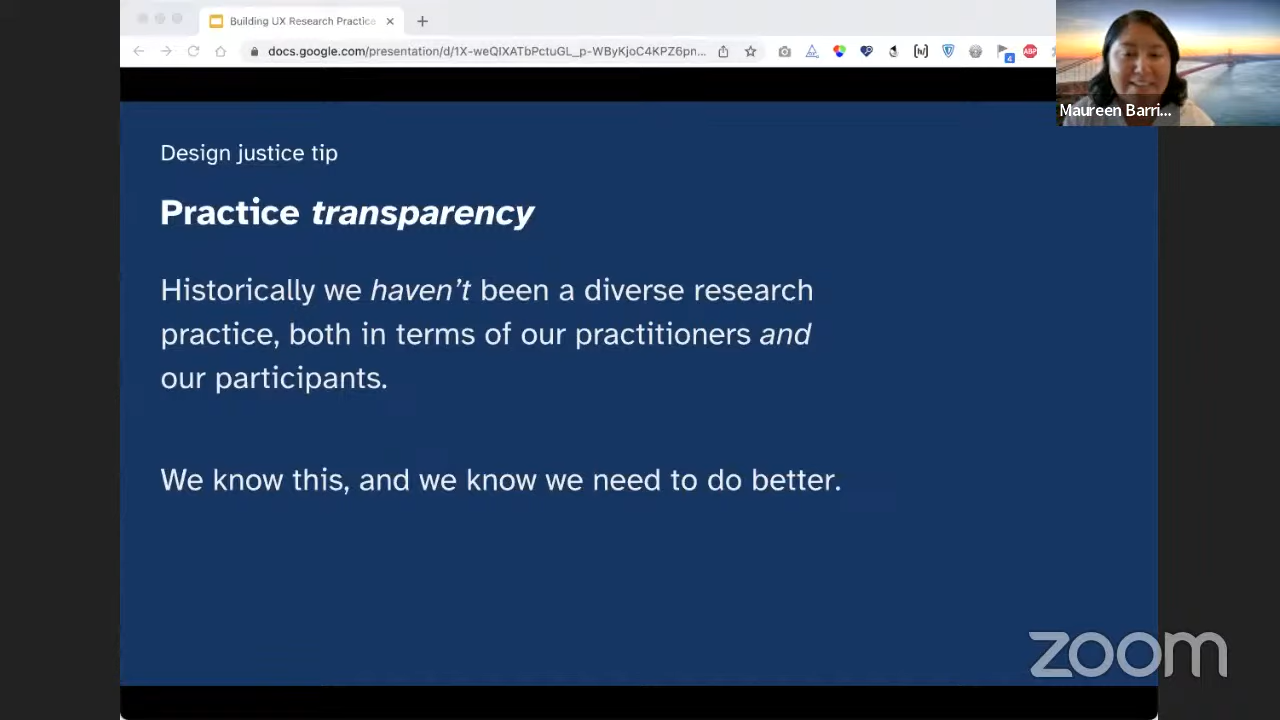 Building UX Research Practice
docs.google.com/presentation/d/1X-weQIXATbPctuGL_p-WByKjoC4KPZ6pn...
Maureen Barri...
Design justice tip
Practice transparency
Historically we haven't been a diverse research
practice, both in terms of our practitioners and
our participants.
We know this, and we know we need to do better.
zoom